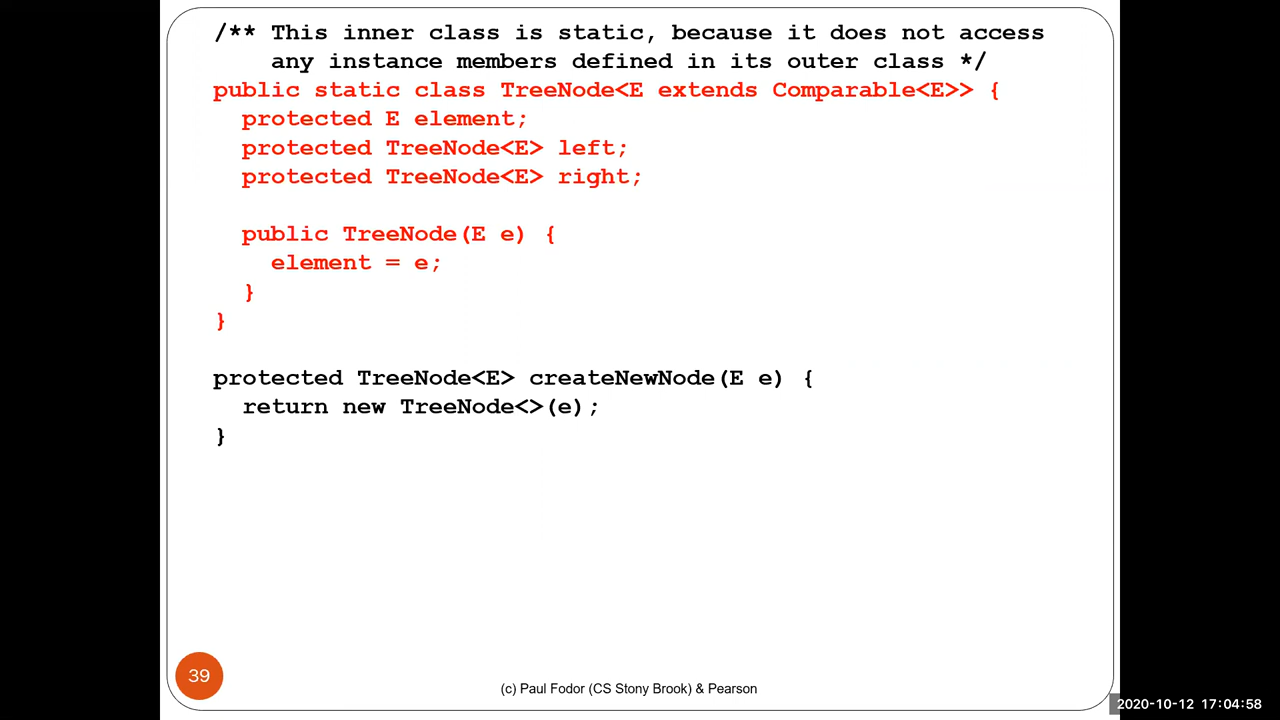 /** This inner class is static, because it does not access
    any instance members defined in its outer class */
public static class TreeNode<E extends Comparable<E>> {
  protected E element;
  protected TreeNode<E> left;
  protected TreeNode<E> right;

  public TreeNode(E e) {
    element = e;
  }
}

protected TreeNode<E> createNewNode(E e) {
  return new TreeNode<>(e);
}
39
(c) Paul Fodor (CS Stony Brook) & Pearson
2020-10-12 17:04:58